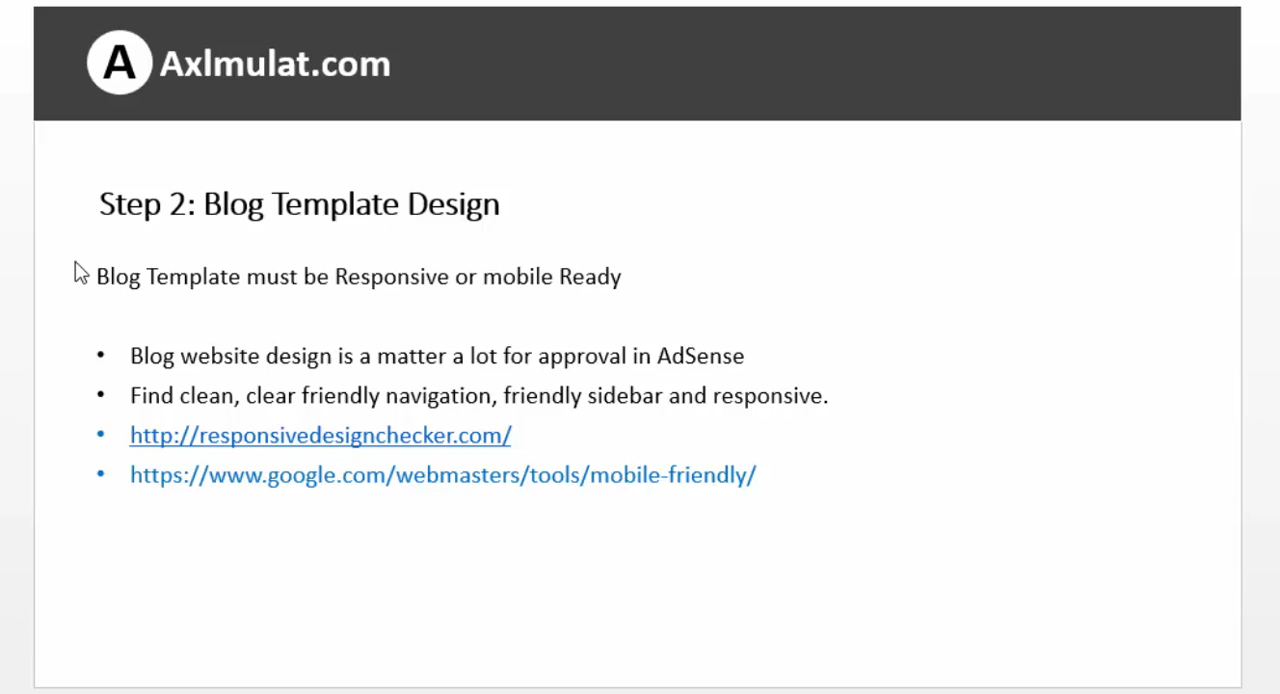 A Axlmulat.com
Step 2: Blog Template Design
Blog Template must be Responsive or mobile Ready
• Blog website design is a matter a lot for approval in AdSense
• Find clean, clear friendly navigation, friendly sidebar and responsive.
• http://responsivedesignchecker.com/
• https://www.google.com/webmasters/tools/mobile-friendly/